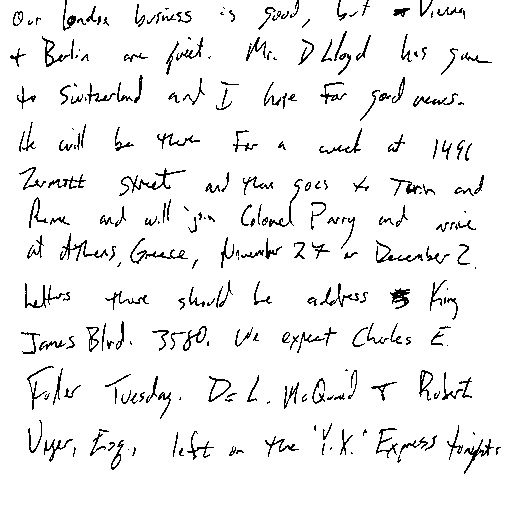 Our london business is good, but Vienna
+ Berlin are quiet. Mr. D Lloyd has gone
to Switzerland and I hope for good news.
He will be there for a week at 1496
Zermott street and then goes to Turin and
Rome and will join Colonel Parry and arrive
at Athens, Greece, November 27 or December 2.
Letters there should be address King
James Blvd. 3580. We expect Charles E.
Fuller Tuesday. Dr L. McQuaid & Robert
Unger, Esq., left on the "Y.X." Express tonight.